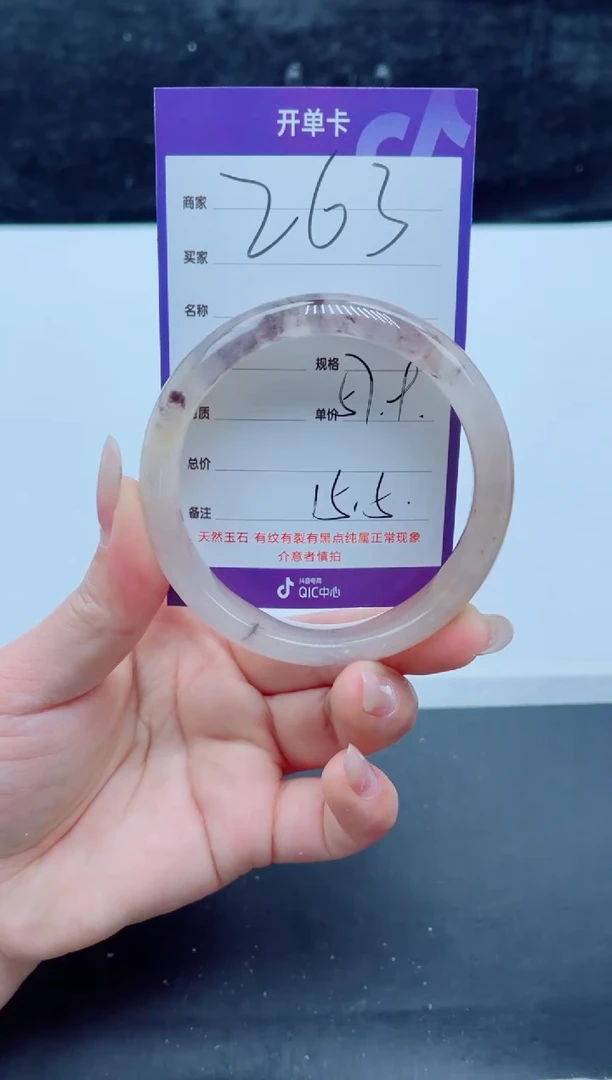 开单卡
商家 263
买家
名称
规格
质 单价
总价
备注 15.5.
天然玉石 有纹有裂有黑点纯属正常现象
介意者慎拍
抖音电商
QIC中心